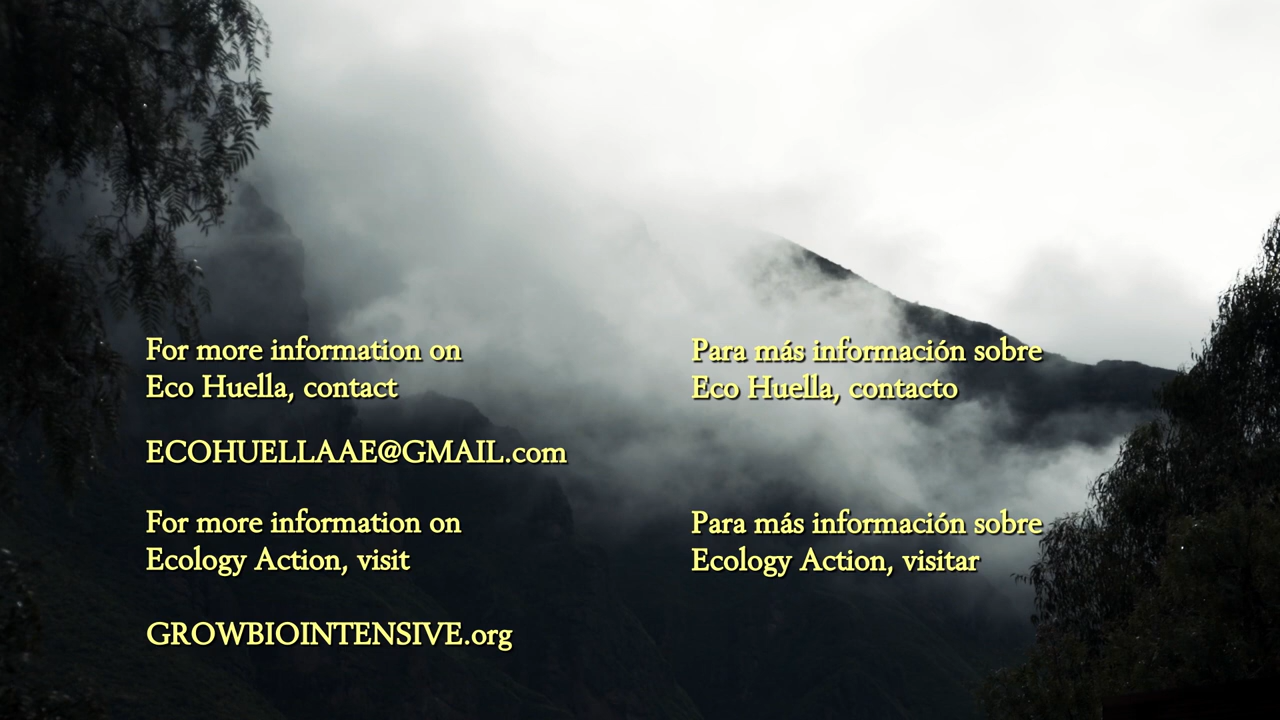 For more information on
Eco Huella, contact
ECOHUELLAAE@GMAIL.com
For more information on
Ecology Action, visit
GROWBIOINTENSIVE.org
Para más información sobre
Eco Huella, contacto
Para más información sobre
Ecology Action, visitar